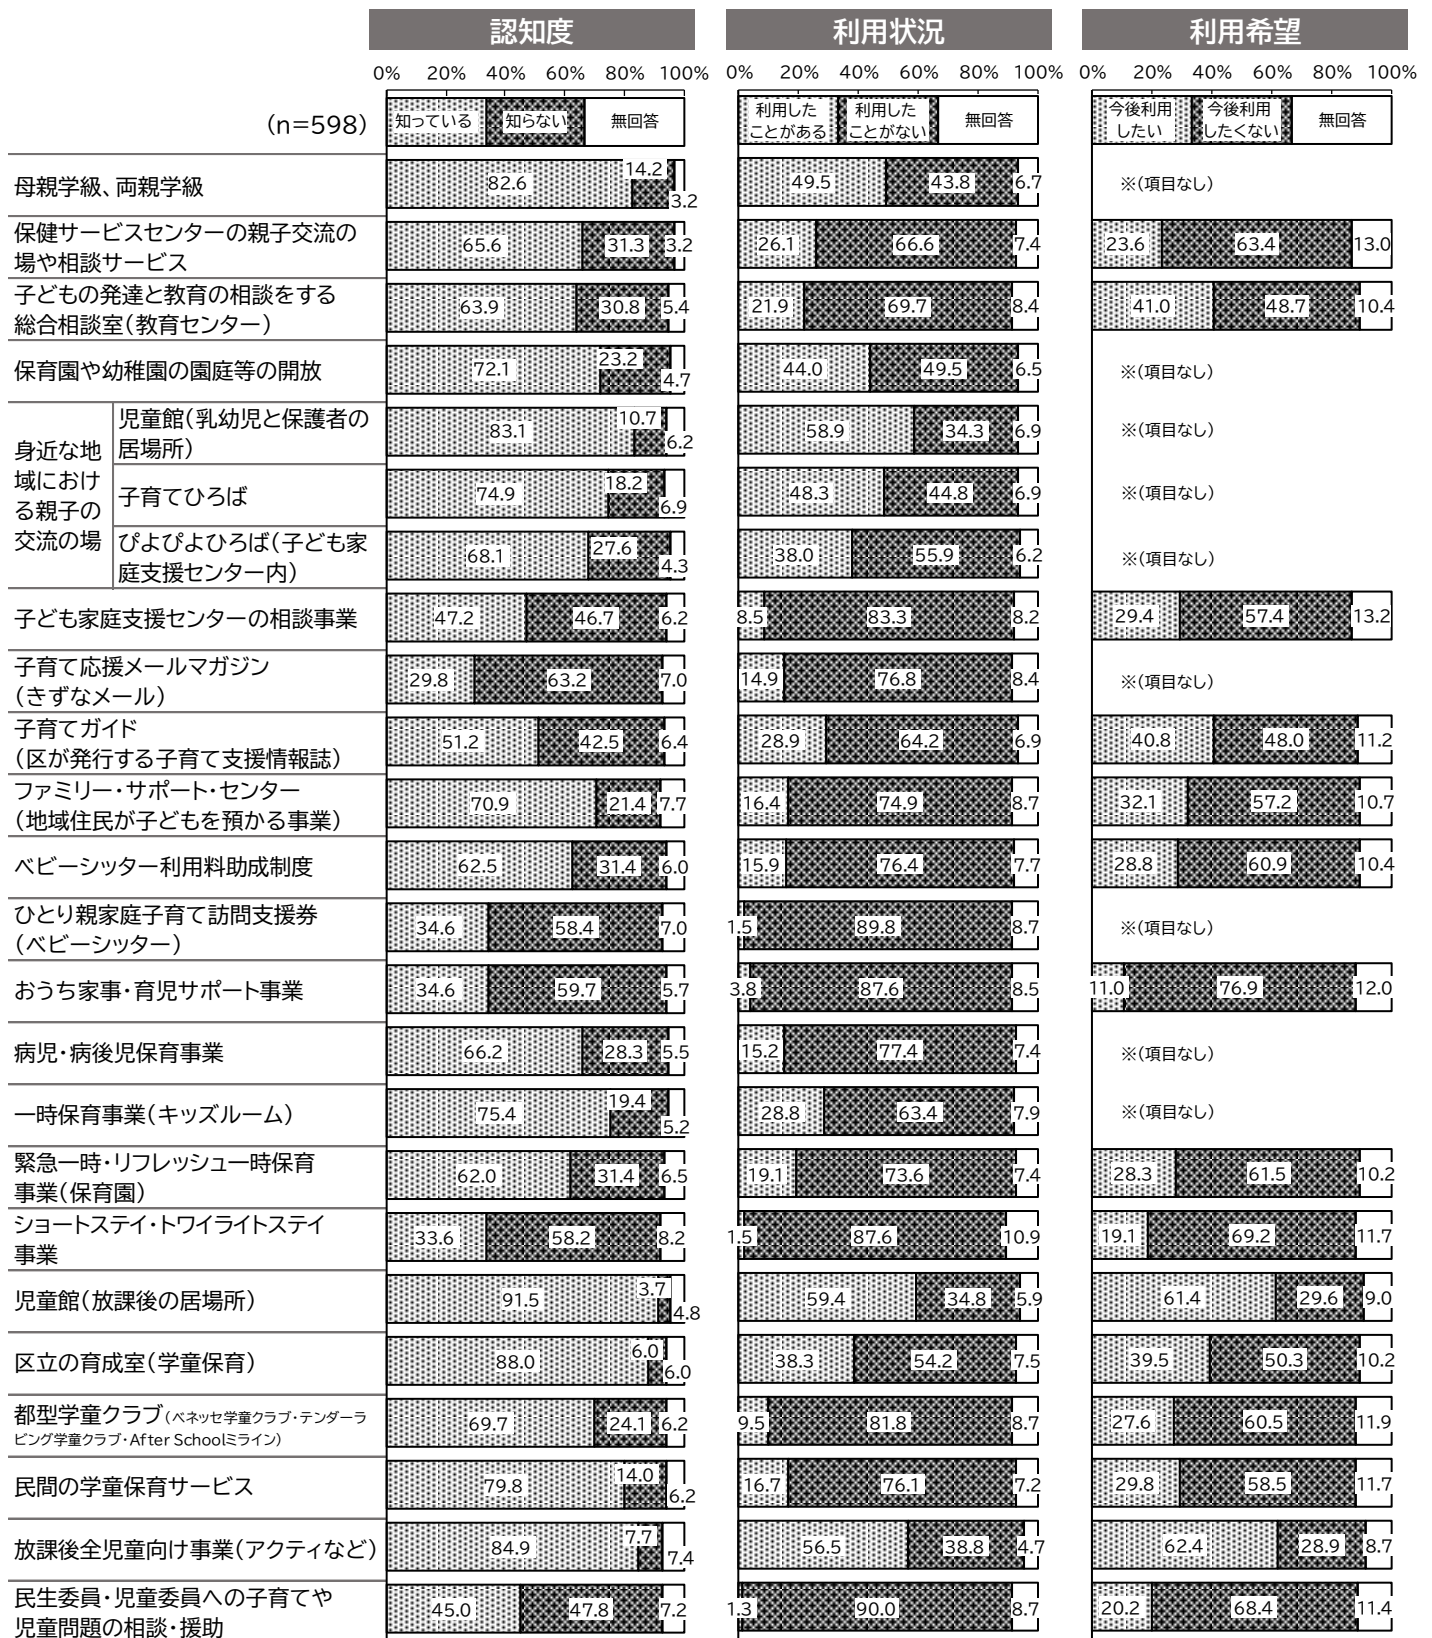 認知度 利用状況 利用希望
0% 20% 40% 60% 80% 100% 0% 20% 40% 60% 80% 100% 0% 20% 40% 60% 80% 100%
(n=598) 知っている 知らない 無回答 利用したことがある 利用したことがない 無回答 今後利用したい 今後利用したくない 無回答
母親学級、両親学級 82.6 14.2 3.2 49.5 43.8 6.7 ※(項目なし)
保健サービスセンターの親子交流の
場や相談サービス 65.6 31.3 3.2 26.1 66.6 7.4 23.6 63.4 13.0
子どもの発達と教育の相談をする
総合相談室(教育センター) 63.9 30.8 5.4 21.9 69.7 8.4 41.0 48.7 10.4
保育園や幼稚園の園庭等の開放 72.1 23.2 4.7 44.0 49.5 6.5 ※(項目なし)
身近な地
域におけ
る親子の
交流の場
児童館(乳幼児と保護者の
居場所) 83.1 10.7 6.2 58.9 34.3 6.9 ※(項目なし)
子育てひろば 74.9 18.2 6.9 48.3 44.8 6.9 ※(項目なし)
ぴよぴよひろば(子ども家
庭支援センター内) 68.1 27.6 4.3 38.0 55.9 6.2 ※(項目なし)
子ども家庭支援センターの相談事業 47.2 46.7 6.2 8.5 83.3 8.2 29.4 57.4 13.2
子育て応援メールマガジン
(きずなメール) 29.8 63.2 7.0 14.9 76.8 8.4 ※(項目なし)
子育てガイド
(区が発行する子育て支援情報誌) 51.2 42.5 6.4 28.9 64.2 6.9 40.8 48.0 11.2
ファミリー・サポート・センター
(地域住民が子どもを預かる事業) 70.9 21.4 7.7 16.4 74.9 8.7 32.1 57.2 10.7
ベビーシッター利用料助成制度 62.5 31.4 6.0 15.9 76.4 7.7 28.8 60.9 10.4
ひとり親家庭子育て訪問支援券
(ベビーシッター) 34.6 58.4 7.0 1.5 89.8 8.7 ※(項目なし)
おうち家事・育児サポート事業 34.6 59.7 5.7 3.8 87.6 8.5 11.0 76.9 12.0
病児・病後児保育事業 66.2 28.3 5.5 15.2 77.4 7.4 ※(項目なし)
一時保育事業(キッズルーム) 75.4 19.4 5.2 28.8 63.4 7.9 ※(項目なし)
緊急一時・リフレッシュ一時保育
事業(保育園) 62.0 31.4 6.5 19.1 73.6 7.4 28.3 61.5 10.2
ショートステイ・トワイライトステイ
事業 33.6 58.2 8.2 1.5 87.6 10.9 19.1 69.2 11.7
児童館(放課後の居場所) 91.5 3.7 4.8 59.4 34.8 5.9 61.4 29.6 9.0
区立の育成室(学童保育) 88.0 6.0 6.0 38.3 54.2 7.5 39.5 50.3 10.2
都型学童クラブ(ベネッセ学童クラブ・テンダーラ
ビング学童クラブ・After Schoolミライン) 69.7 24.1 6.2 9.5 81.8 8.7 27.6 60.5 11.9
民間の学童保育サービス 79.8 14.0 6.2 16.7 76.1 7.2 29.8 58.5 11.7
放課後全児童向け事業(アクティなど) 84.9 7.7 7.4 56.5 38.8 4.7 62.4 28.9 8.7
民生委員・児童委員への子育てや
児童問題の相談・援助 45.0 47.8 7.2 1.3 90.0 8.7 20.2 68.4 11.4